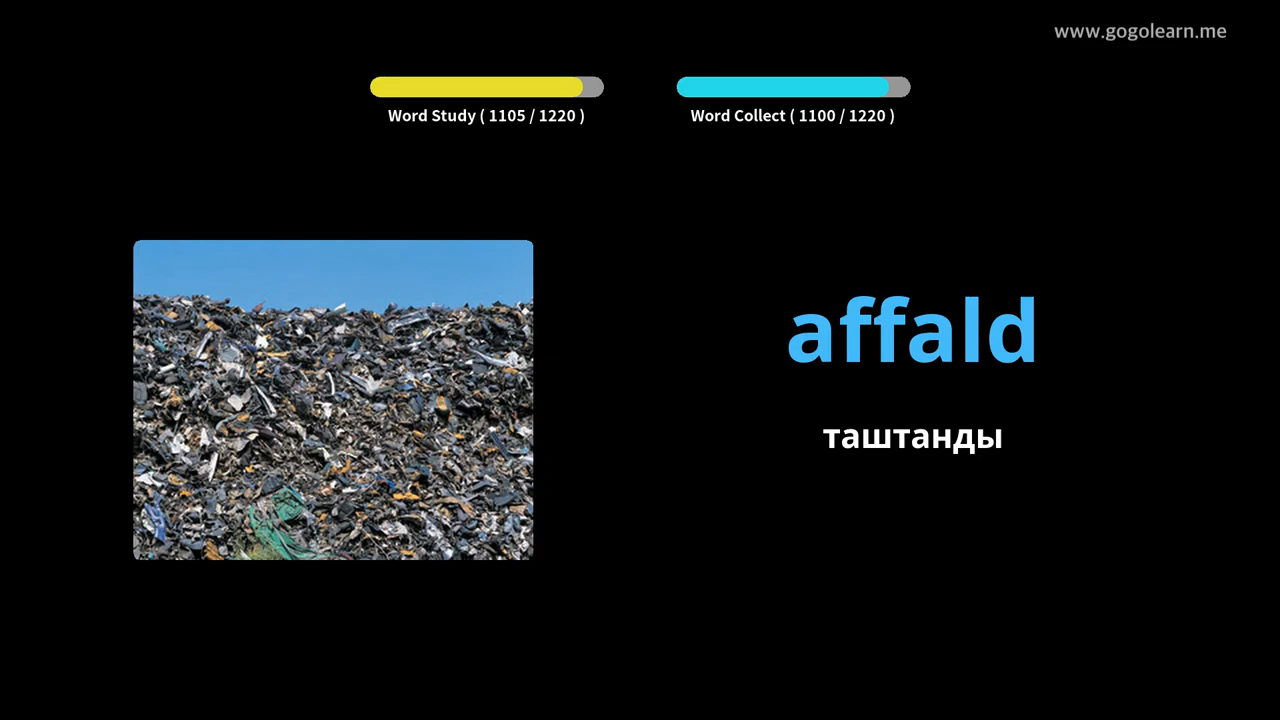 www.gogolearn.me
Word Study ( 1105 / 1220 )
Word Collect ( 1100 / 1220 )
affald
таштанды